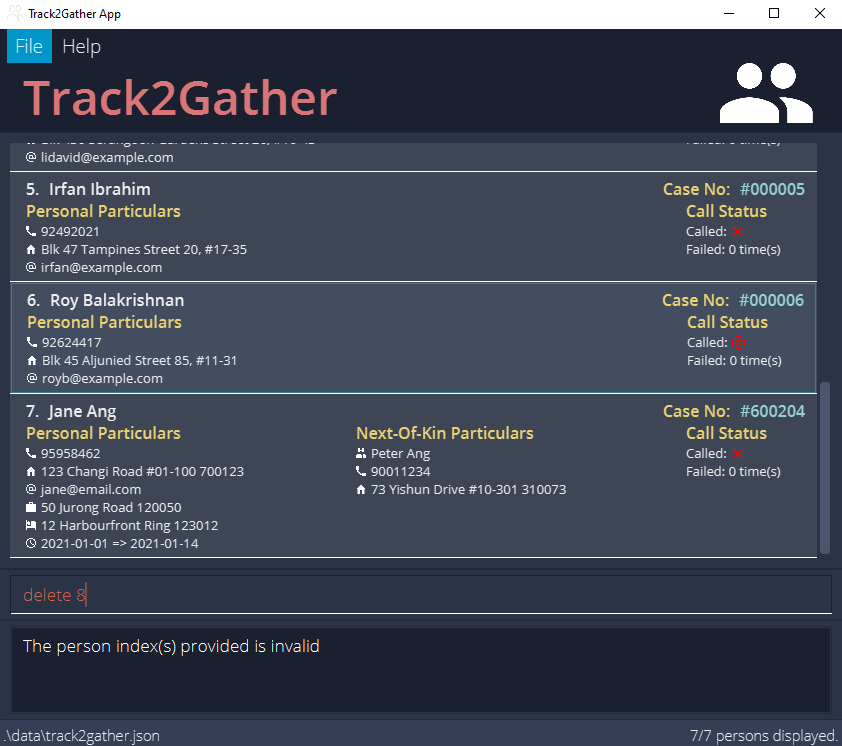 Track2Gather App
File Help
Track2Gather
@ lidavid@example.com
5. Irfan Ibrahim
Case No: #000005
Personal Particulars
Call Status
92492021
Called:
Blk 47 Tampines Street 20, #17-35
Failed: 0 time(s)
@ irfan@example.com
6. Roy Balakrishnan
Case No: #000006
Personal Particulars
Call Status
92624417
Called:
Blk 45 Aljunied Street 85, #11-31
Failed: 0 time(s)
@ royb@example.com
7. Jane Ang
Case No: #600204
Personal Particulars
Next-Of-Kin Particulars
Call Status
95958462
Peter Ang
Called:
123 Changi Road #01-100 700123
90011234
Failed: 0 time(s)
@ jane@email.com
73 Yishun Drive #10-301 310073
50 Jurong Road 120050
12 Harbourfront Ring 123012
2021-01-01 => 2021-01-14
delete 8
The person index(s) provided is invalid
.\data\track2gather.json
7/7 persons displayed.